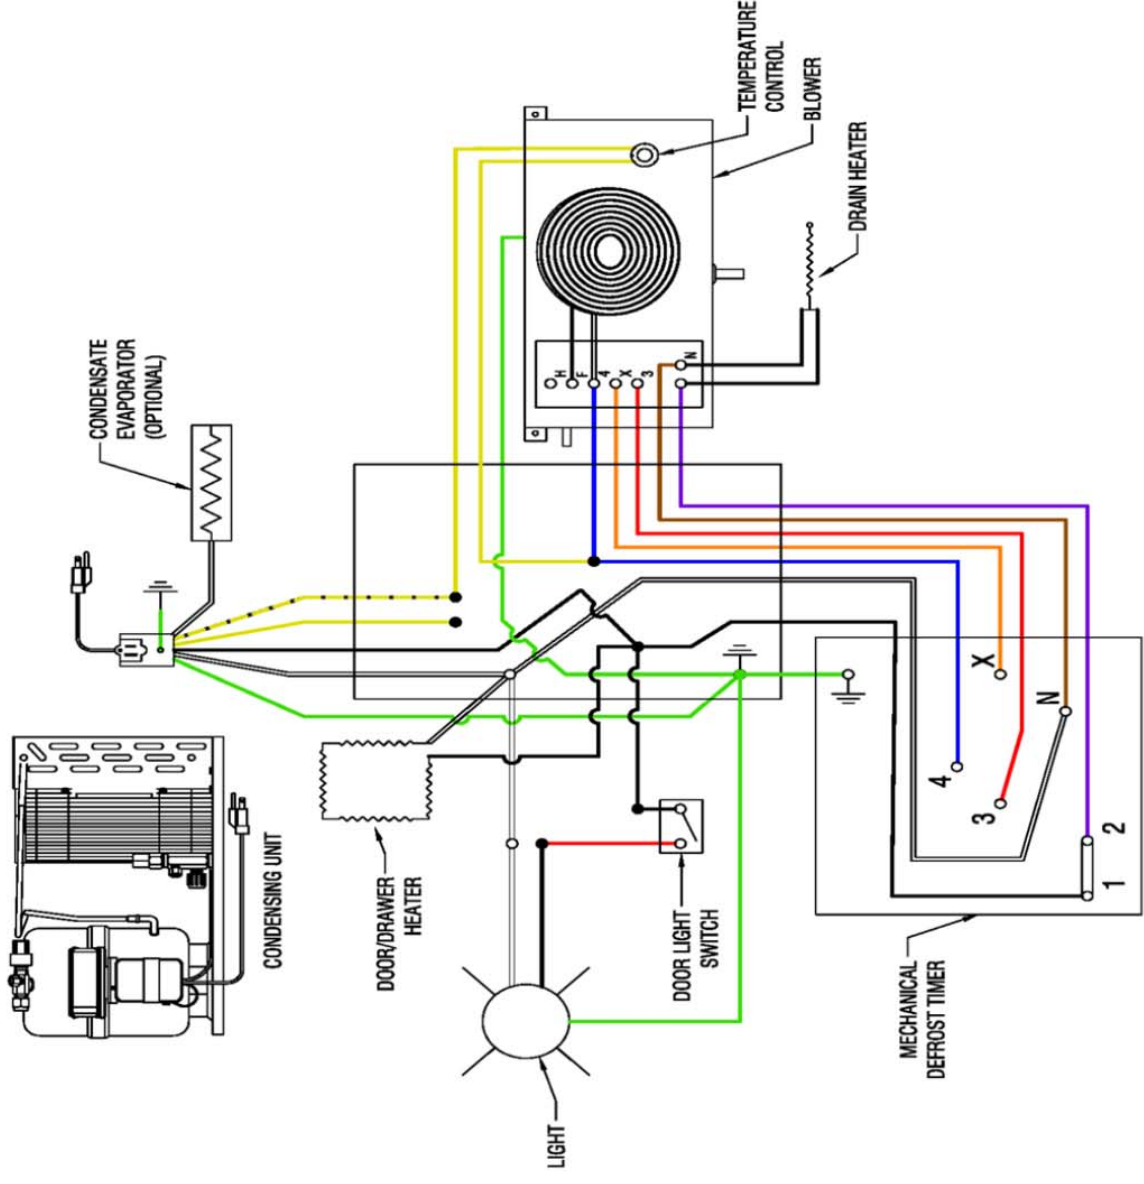 TEMPERATURE
CONTROL
BLOWER
DRAIN HEATER
CONDENSATE
EVAPORATOR
(OPTIONAL)
H
F
4
X
3
N
CONDENSING UNIT
DOOR/DRAWER
HEATER
DOOR LIGHT
SWITCH
LIGHT
MECHANICAL
DEFROST TIMER
X
N
4
3
1
2